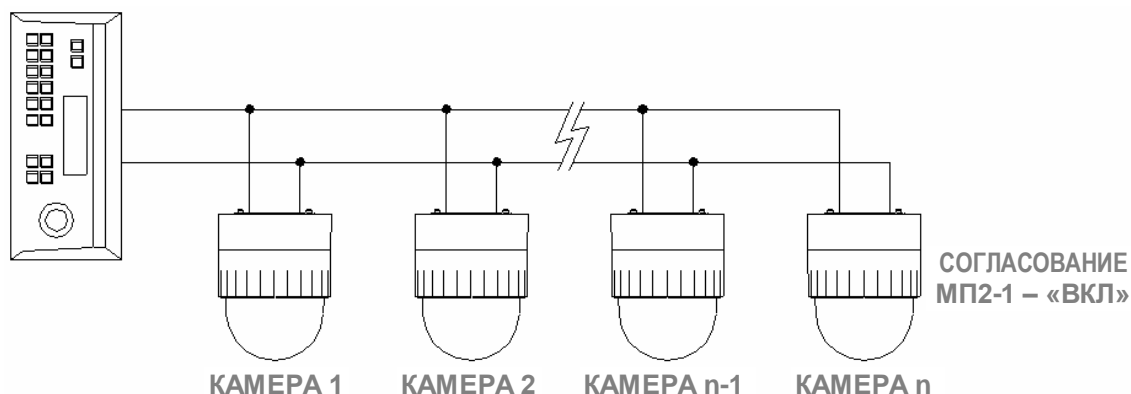 СОГЛАСОВАНИЕ
МП2-1 – «ВКЛ»
КАМЕРА 1
КАМЕРА 2
КАМЕРА n-1
КАМЕРА n